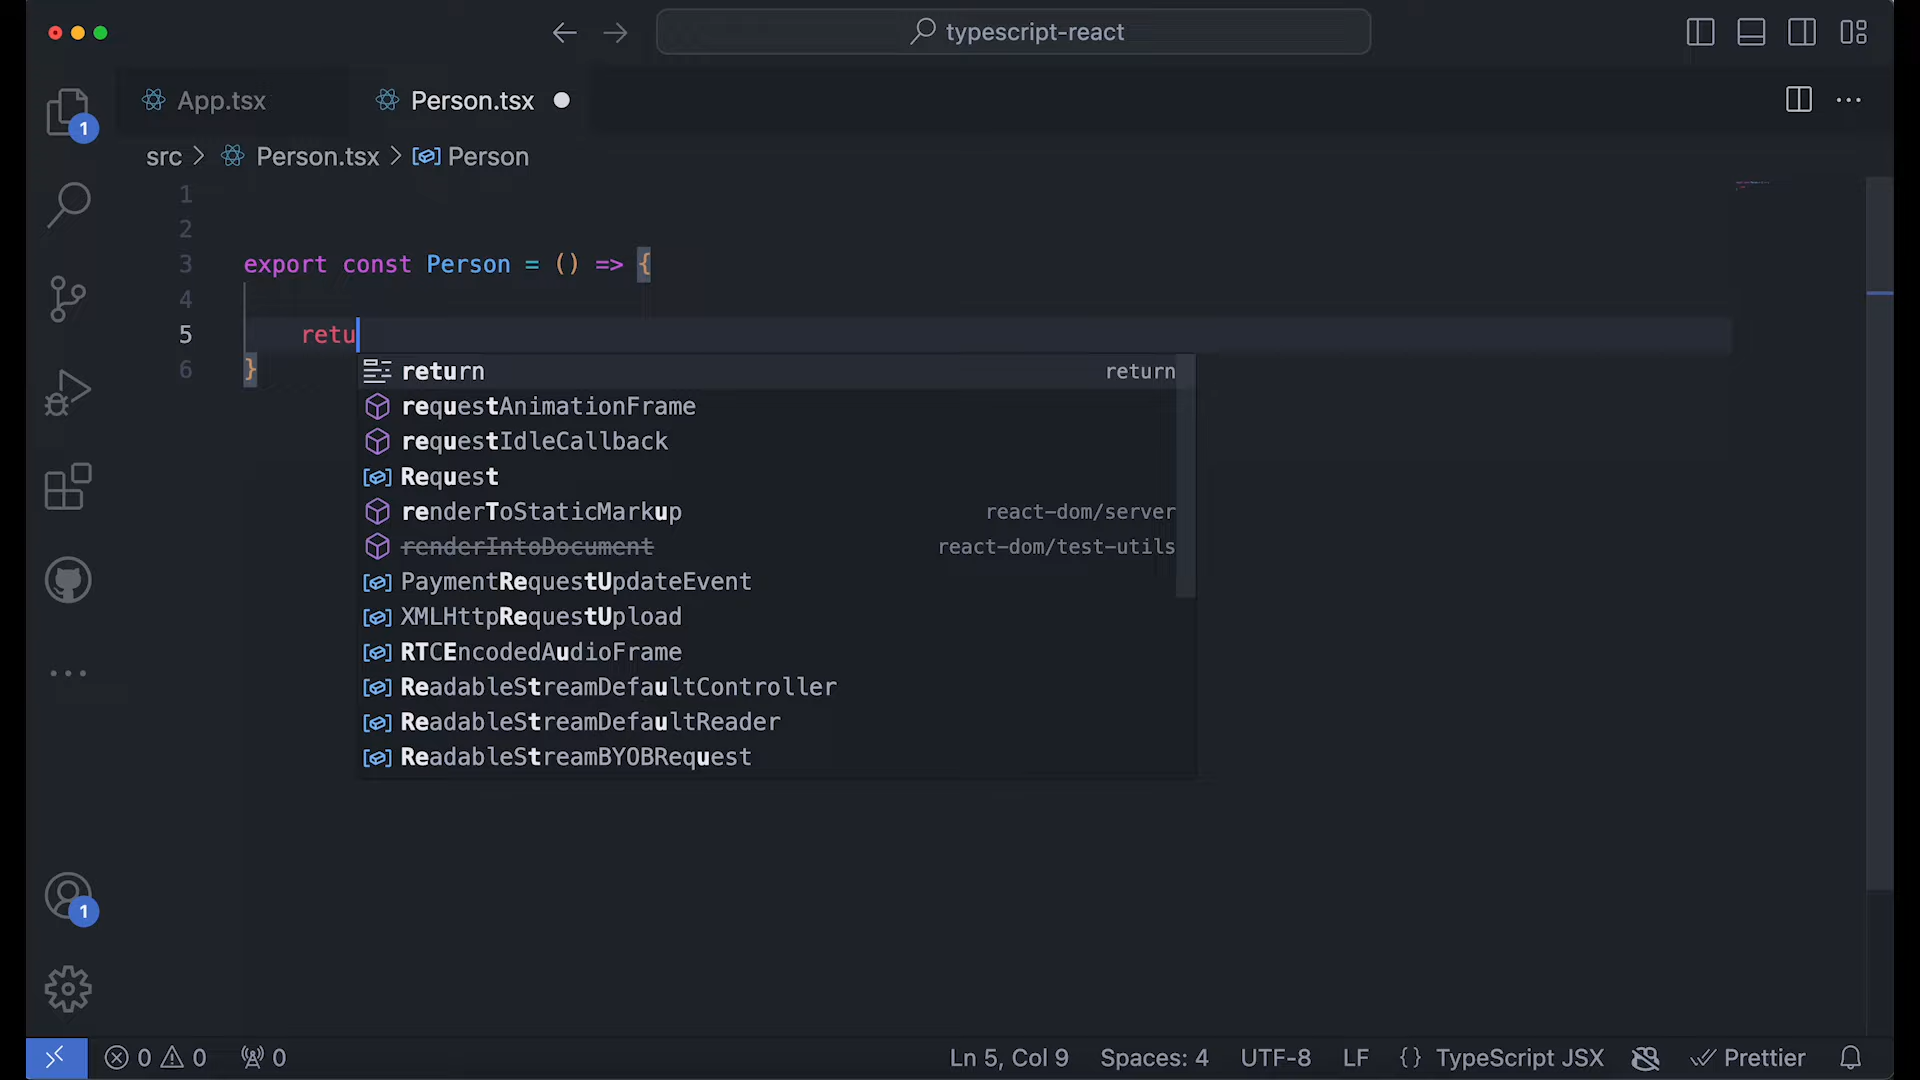 typescript-react
App.tsx Person.tsx
1
src > Person.tsx > Person
1
2
3 export const Person = () => {
4
5 retu
6 }
return return
requestAnimationFrame
requestIdleCallback
Request
renderToStaticMarkup react-dom/server
renderIntoDocument react-dom/test-utils
PaymentRequestUpdateEvent
XMLHttpRequestUpload
RTCEncodedAudioFrame
ReadableStreamDefaultController
ReadableStreamDefaultReader
ReadableStreamBYOBRequest
1
0 0 0 Ln 5, Col 9 Spaces: 4 UTF-8 LF {} TypeScript JSX Prettier